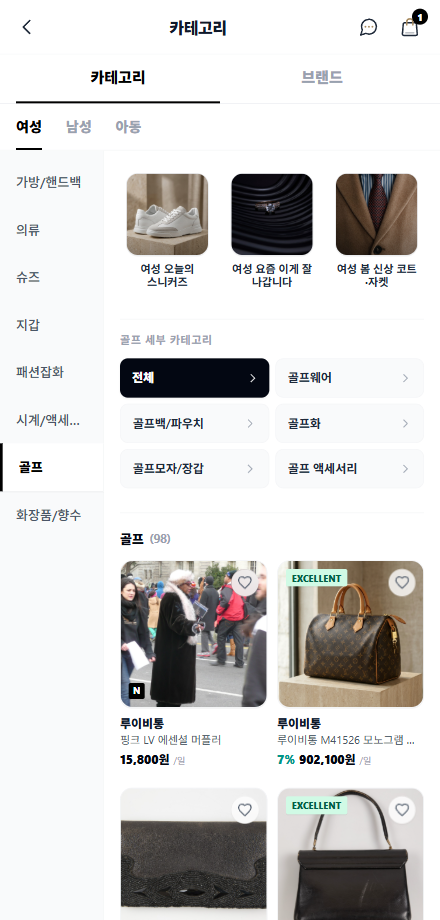 카테고리
1
카테고리
브랜드
여성
남성
아동
가방/핸드백
의류
슈즈
지갑
패션잡화
시계/액세...
골프
화장품/향수
여성 오늘의
스니커즈
여성 요즘 이게 잘
나갑니다
여성 봄 신상 코트
·자켓
골프 세부 카테고리
전체
골프웨어
골프백/파우치
골프화
골프모자/장갑
골프 액세서리
골프 (98)
N
루이비통
핑크 LV 에센셜 머플러
15,800원 /일
EXCELLENT
루이비통
루이비통 M41526 모노그램 ...
7% 902,100원 /일
EXCELLENT